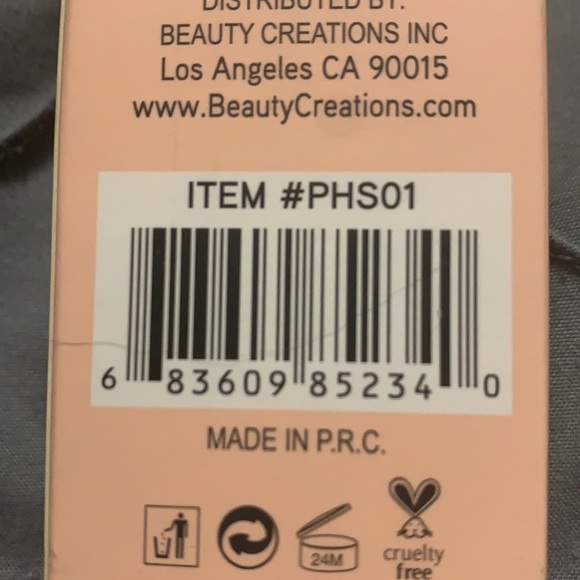 DISTRIBUTED BY:
BEAUTY CREATIONS INC
Los Angeles CA 90015
www.BeautyCreations.com
ITEM #PHS01
6 83609 85234 0
MADE IN P.R.C.
24M
cruelty
free